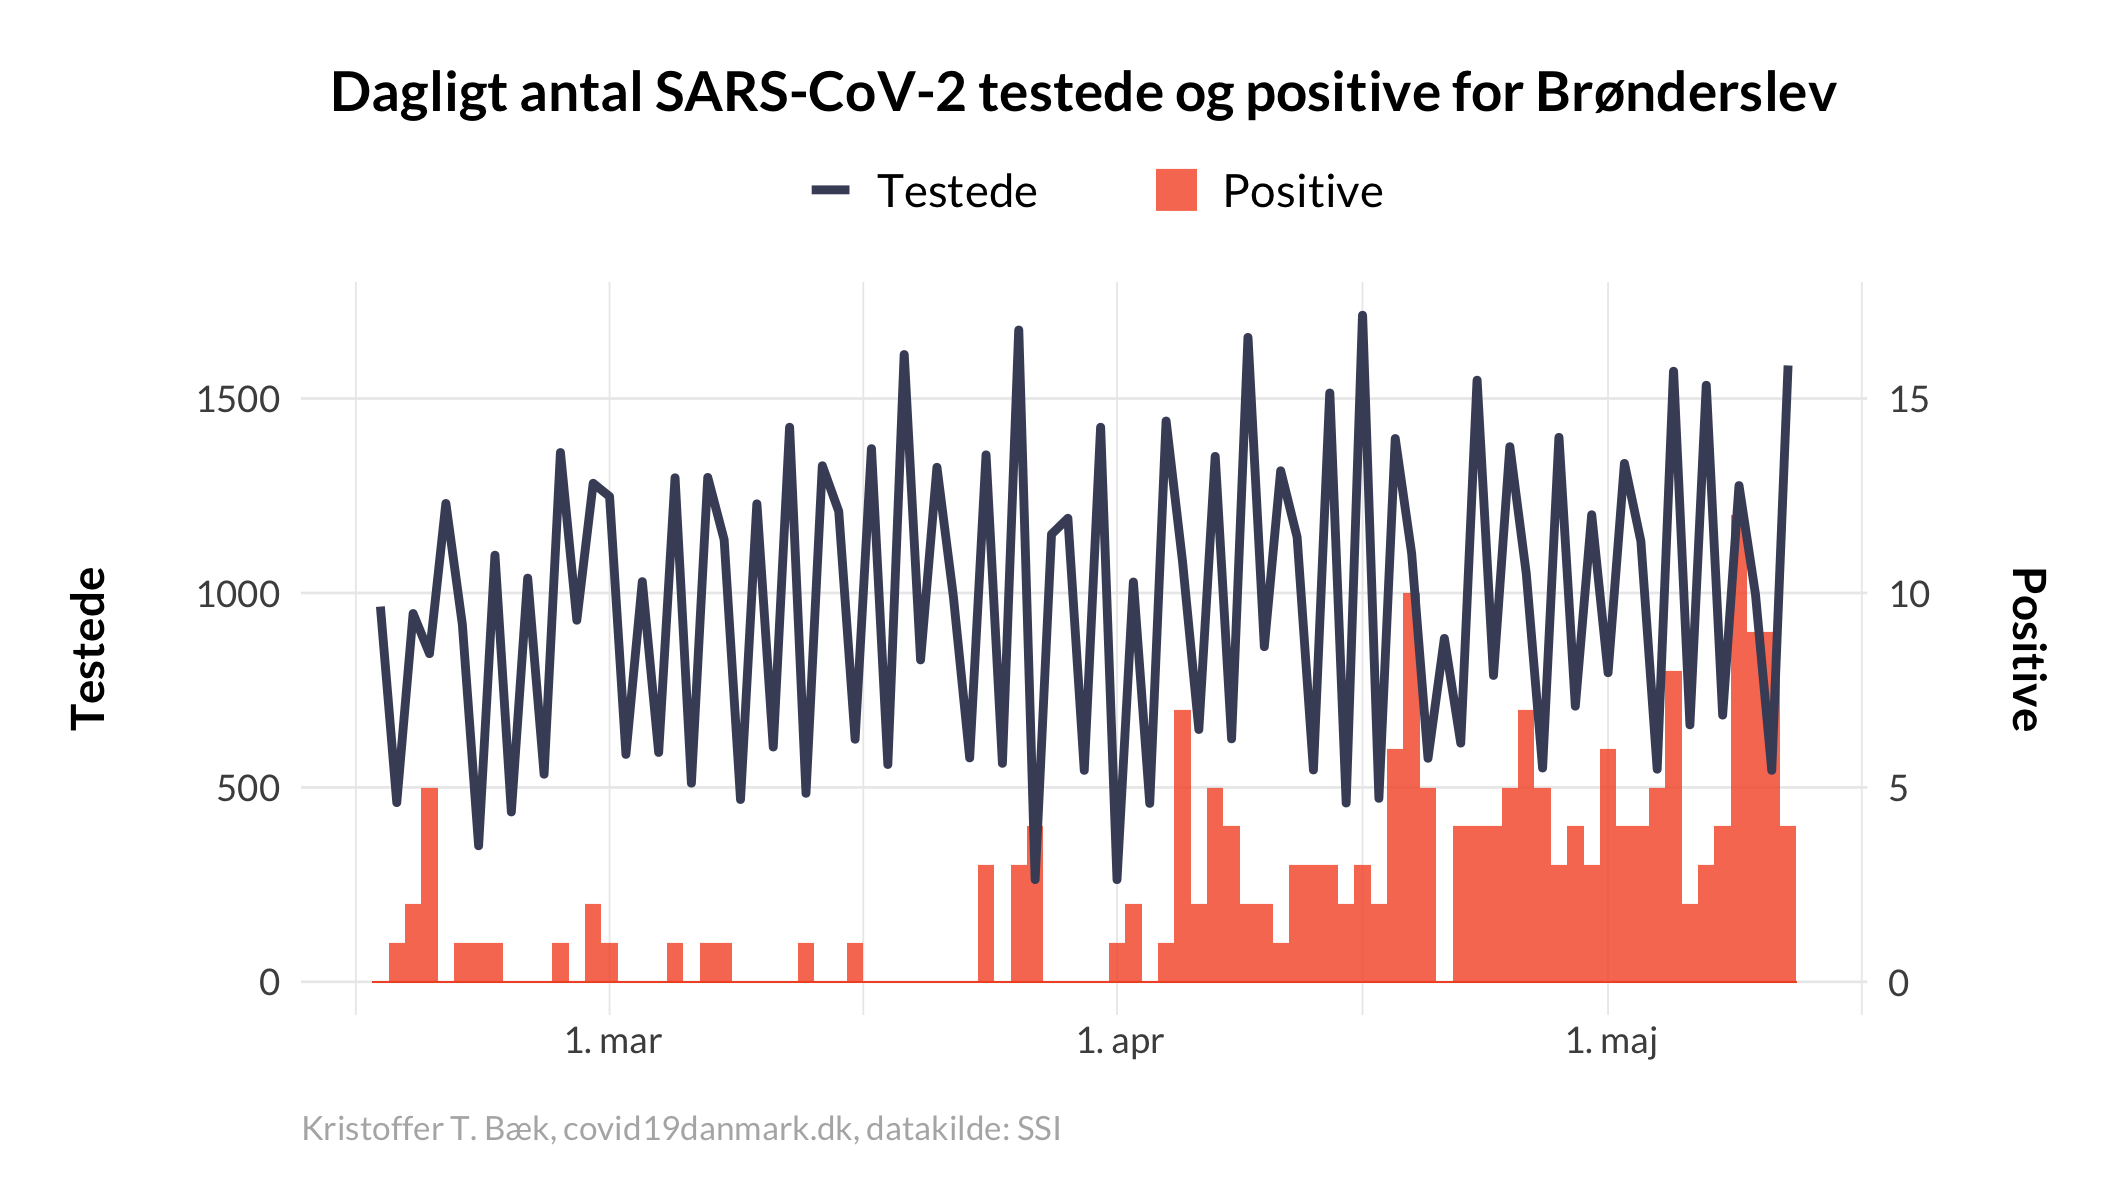 Dagligt antal SARS-CoV-2 testede og positive for Brønderslev
Testede
Positive
1500
1000
500
0
Testede
15
10
5
0
Positive
1. mar
1. apr
1. maj
Kristoffer T. Bæk, covid19danmark.dk, datakilde: SSI